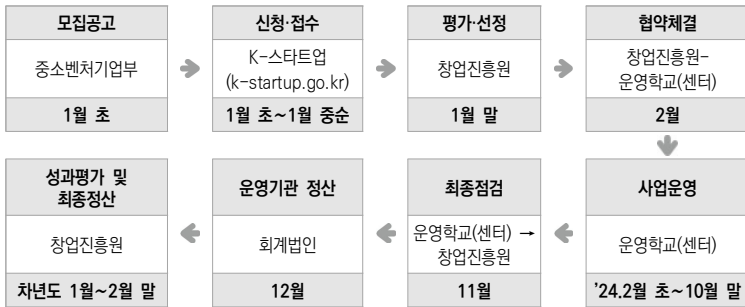 모집공고
중소벤처기업부
1월 초
신청·접수
K-스타트업
(k-startup.go.kr)
1월 초~1월 중순
평가·선정
창업진흥원
1월 말
협약체결
창업진흥원-
운영학교(센터)
2월
사업운영
운영학교(센터)
'24.2월 초~10월 말
최종점검
운영학교(센터) →
창업진흥원
11월
운영기관 정산
회계법인
12월
성과평가 및
최종정산
창업진흥원
차년도 1월~2월 말